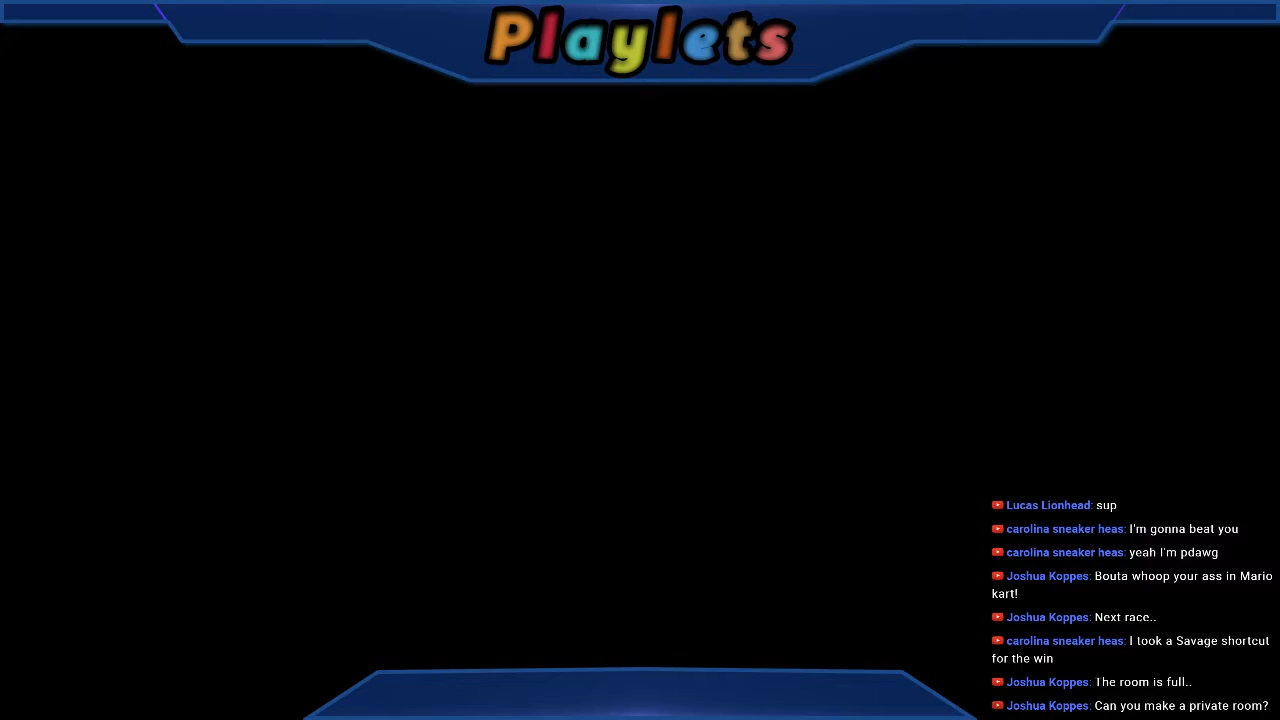 Playlets
Lucas Lionhead: sup
carolina sneaker heas: I'm gonna beat you
carolina sneaker heas: yeah I'm pdawg
Joshua Koppes: Bouta whoop your ass in Mario
kart!
Joshua Koppes: Next race..
carolina sneaker heas: I took a Savage shortcut
for the win
Joshua Koppes: The room is full..
Joshua Koppes: Can you make a private room?